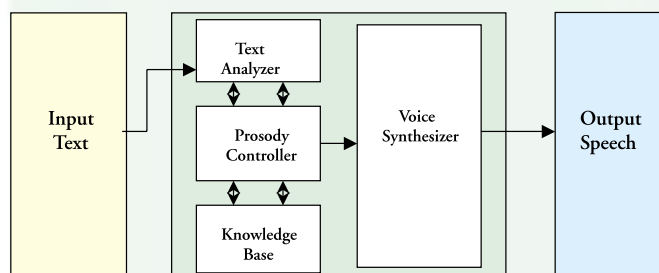 Input
Text
Text
Analyzer
Prosody
Controller
Knowledge
Base
Voice
Synthesizer
Output
Speech